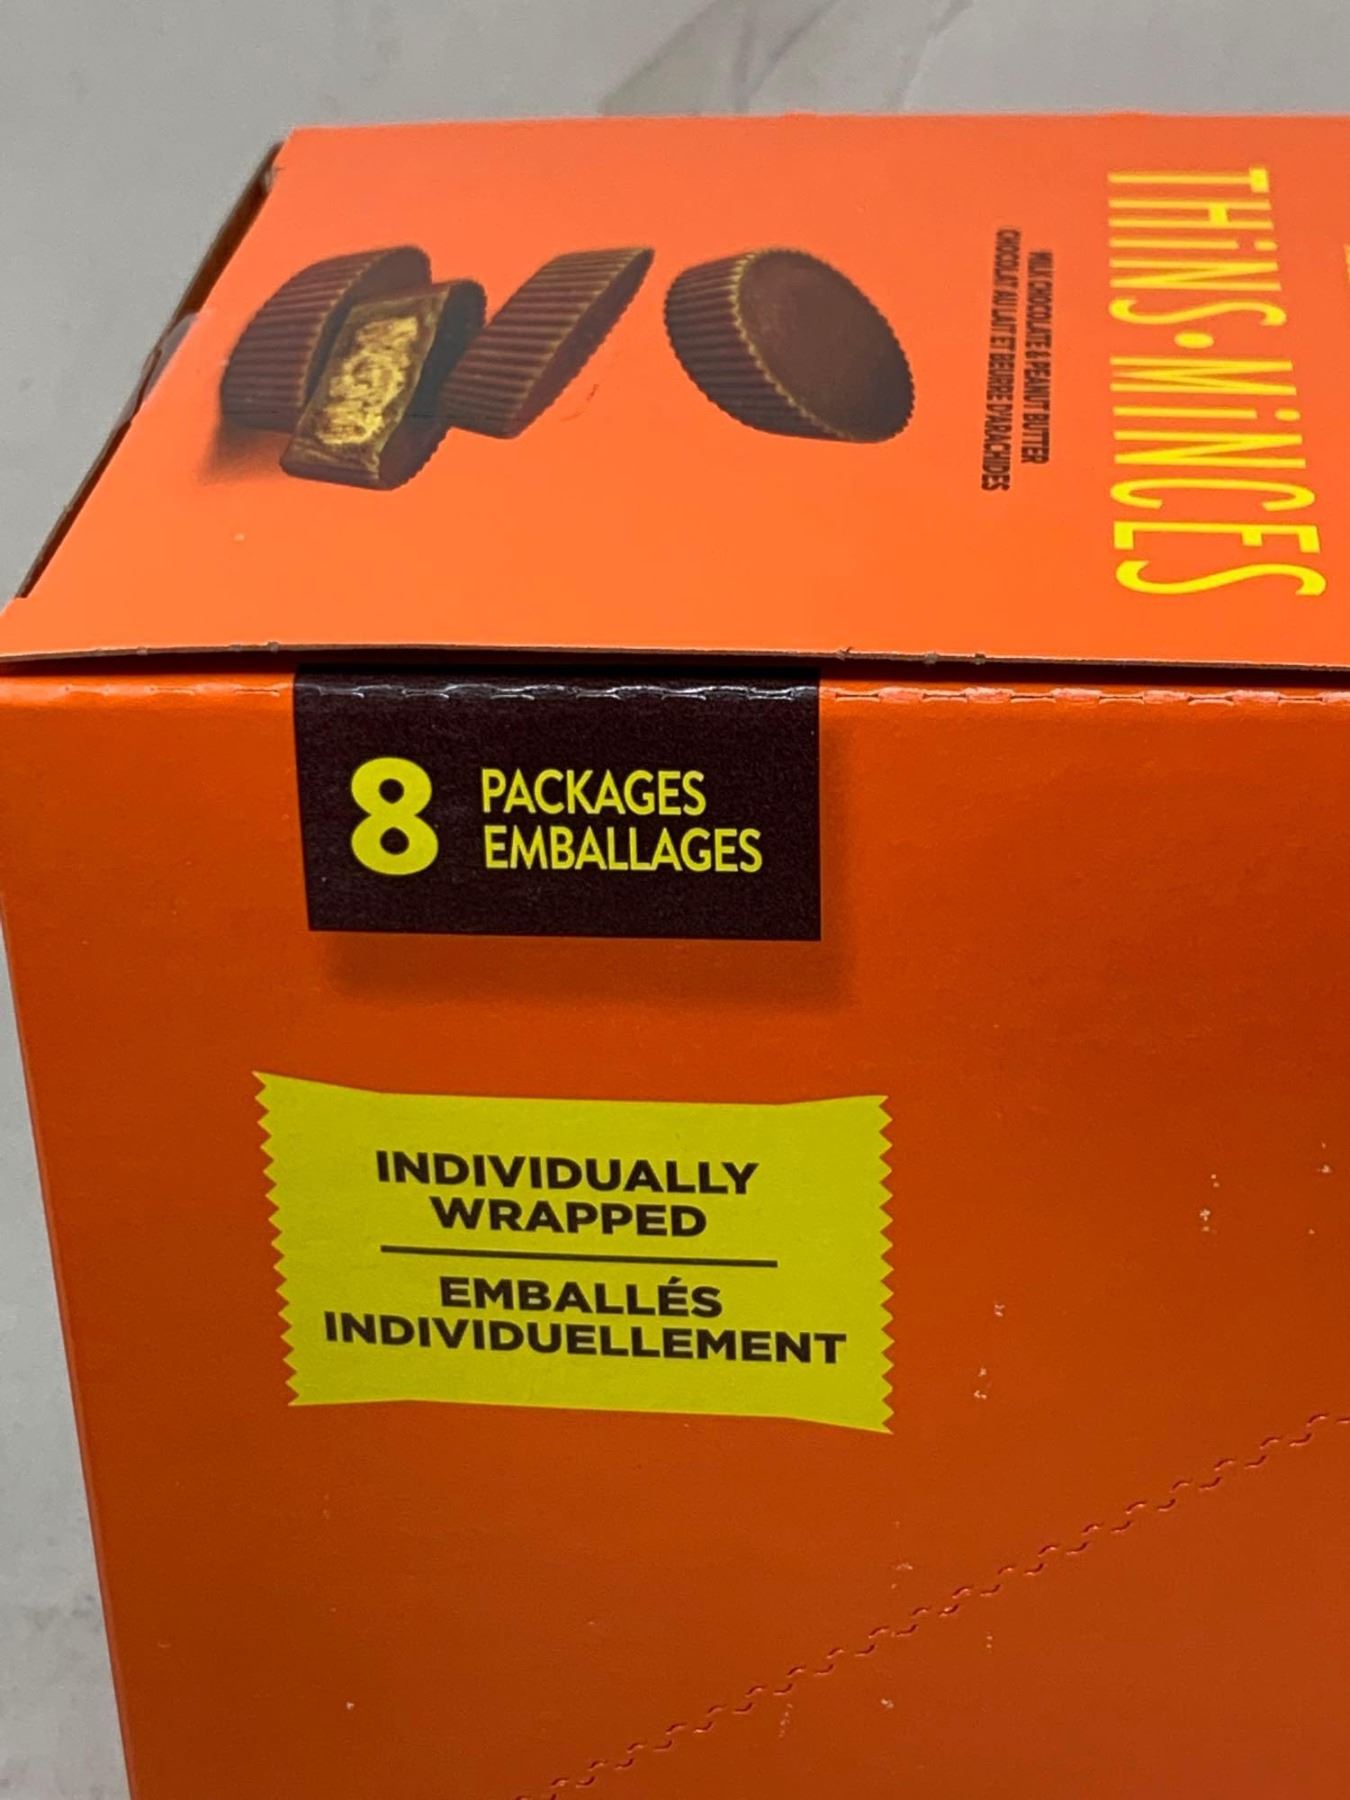 THiNS • MiNCES
MILK CHOCOLATE & PEANUT BUTTER
CHOCOLAT AU LAIT ET BEURRE D'ARACHIDES
8
PACKAGES
EMBALLAGES
INDIVIDUALLY
WRAPPED
EMBALLÉS
INDIVIDUELLEMENT